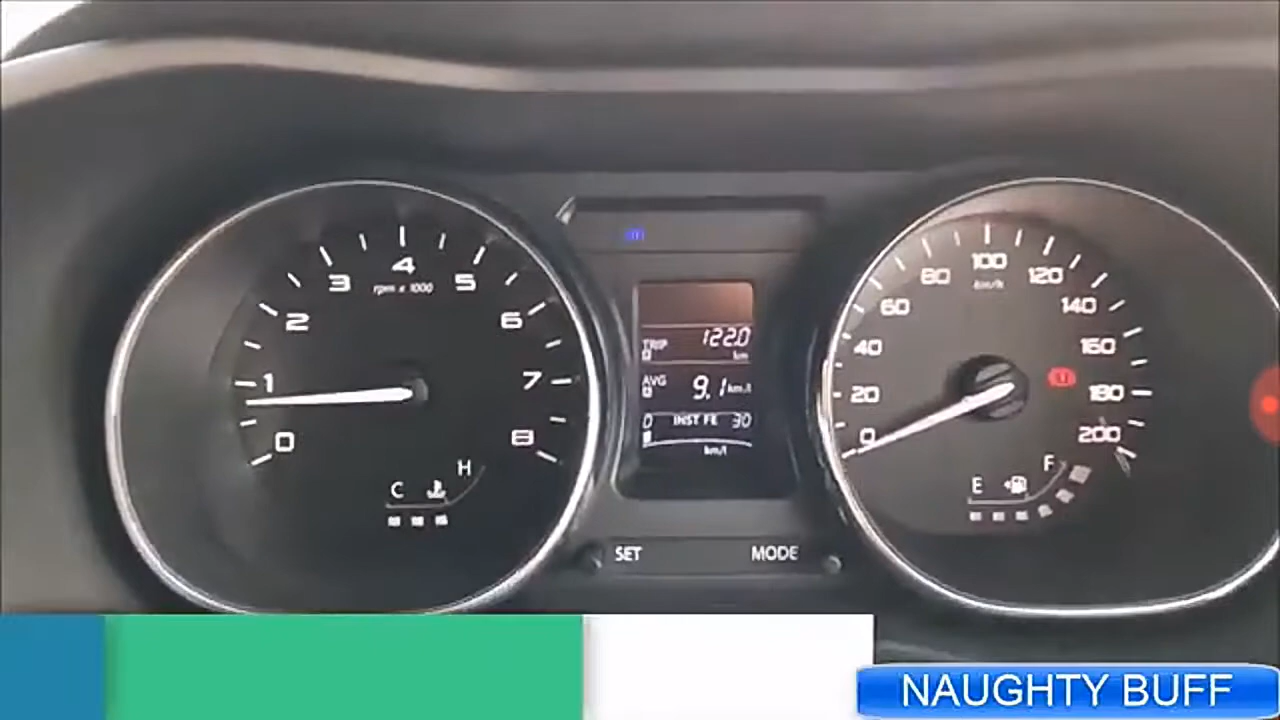 0
1
2
3
4
5
6
7
8
rpm x 1000
C
H
TRIP
122.0
km
AVG
9.1 km/l
0 INST FE 30
km/l
SET
MODE
0
20
40
60
80
100
120
140
160
180
200
km/h
E
F
NAUGHTY BUFF